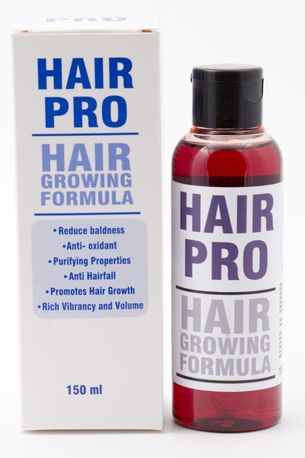 HAIR
PRO
HAIR
GROWING
FORMULA
• Reduce baldness
• Anti- oxidant
• Purifying Properties
• Anti Hairfall
• Promotes Hair Growth
• Rich Vibrancy and Volume
150 ml
HAIR
PRO
HAIR
GROWING
FORMULA